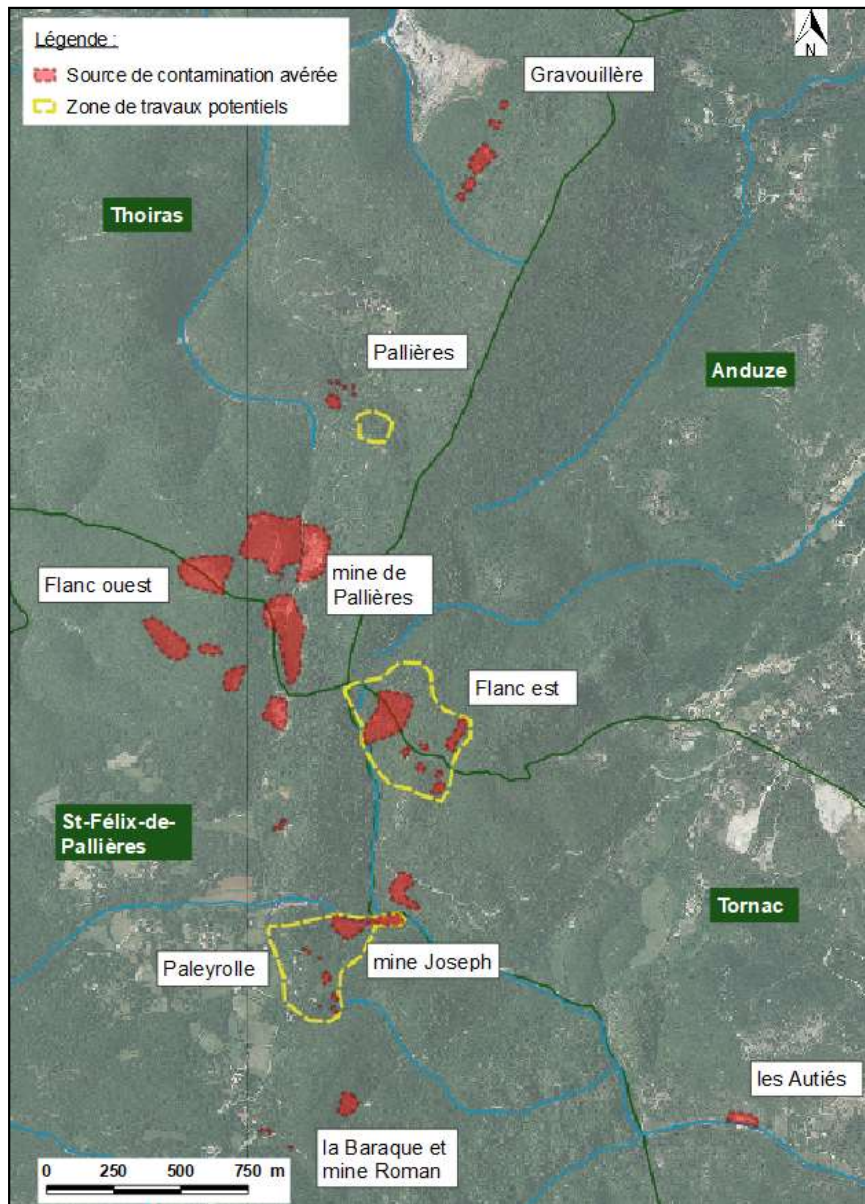 Légende :
Source de contamination avérée
Zone de travaux potentiels
N
Gravouillère
Thoiras
Pallières
Anduze
Flanc ouest
mine de
Pallières
Flanc est
St-Félix-de-
Pallières
Tornac
Paleyrolle
mine Joseph
les Autiés
la Baraque et
mine Roman
0 250 500 750 m